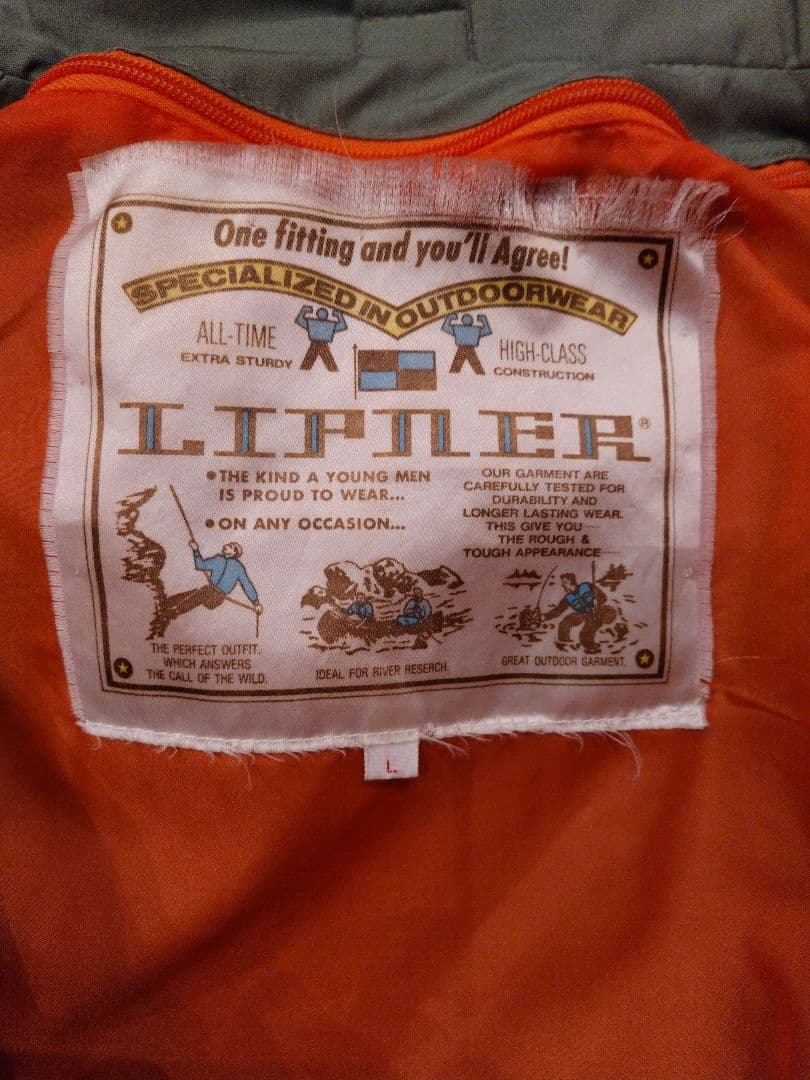 One fitting and you'll Agree!
SPECIALIZED IN OUTDOORWEAR
ALL-TIME
EXTRA STURDY
HIGH-CLASS
CONSTRUCTION
LIPNER®
• THE KIND A YOUNG MEN
IS PROUD TO WEAR...
• ON ANY OCCASION...
OUR GARMENT ARE
CAREFULLY TESTED FOR
DURABILITY AND
LONGER LASTING WEAR.
THIS GIVE YOU·····
THE ROUGH &
TOUGH APPEARANCE·····
THE PERFECT OUTFIT.
WHICH ANSWERS
THE CALL OF THE WILD.
IDEAL FOR RIVER RESERCH.
GREAT OUTDOOR GARMENT.
L